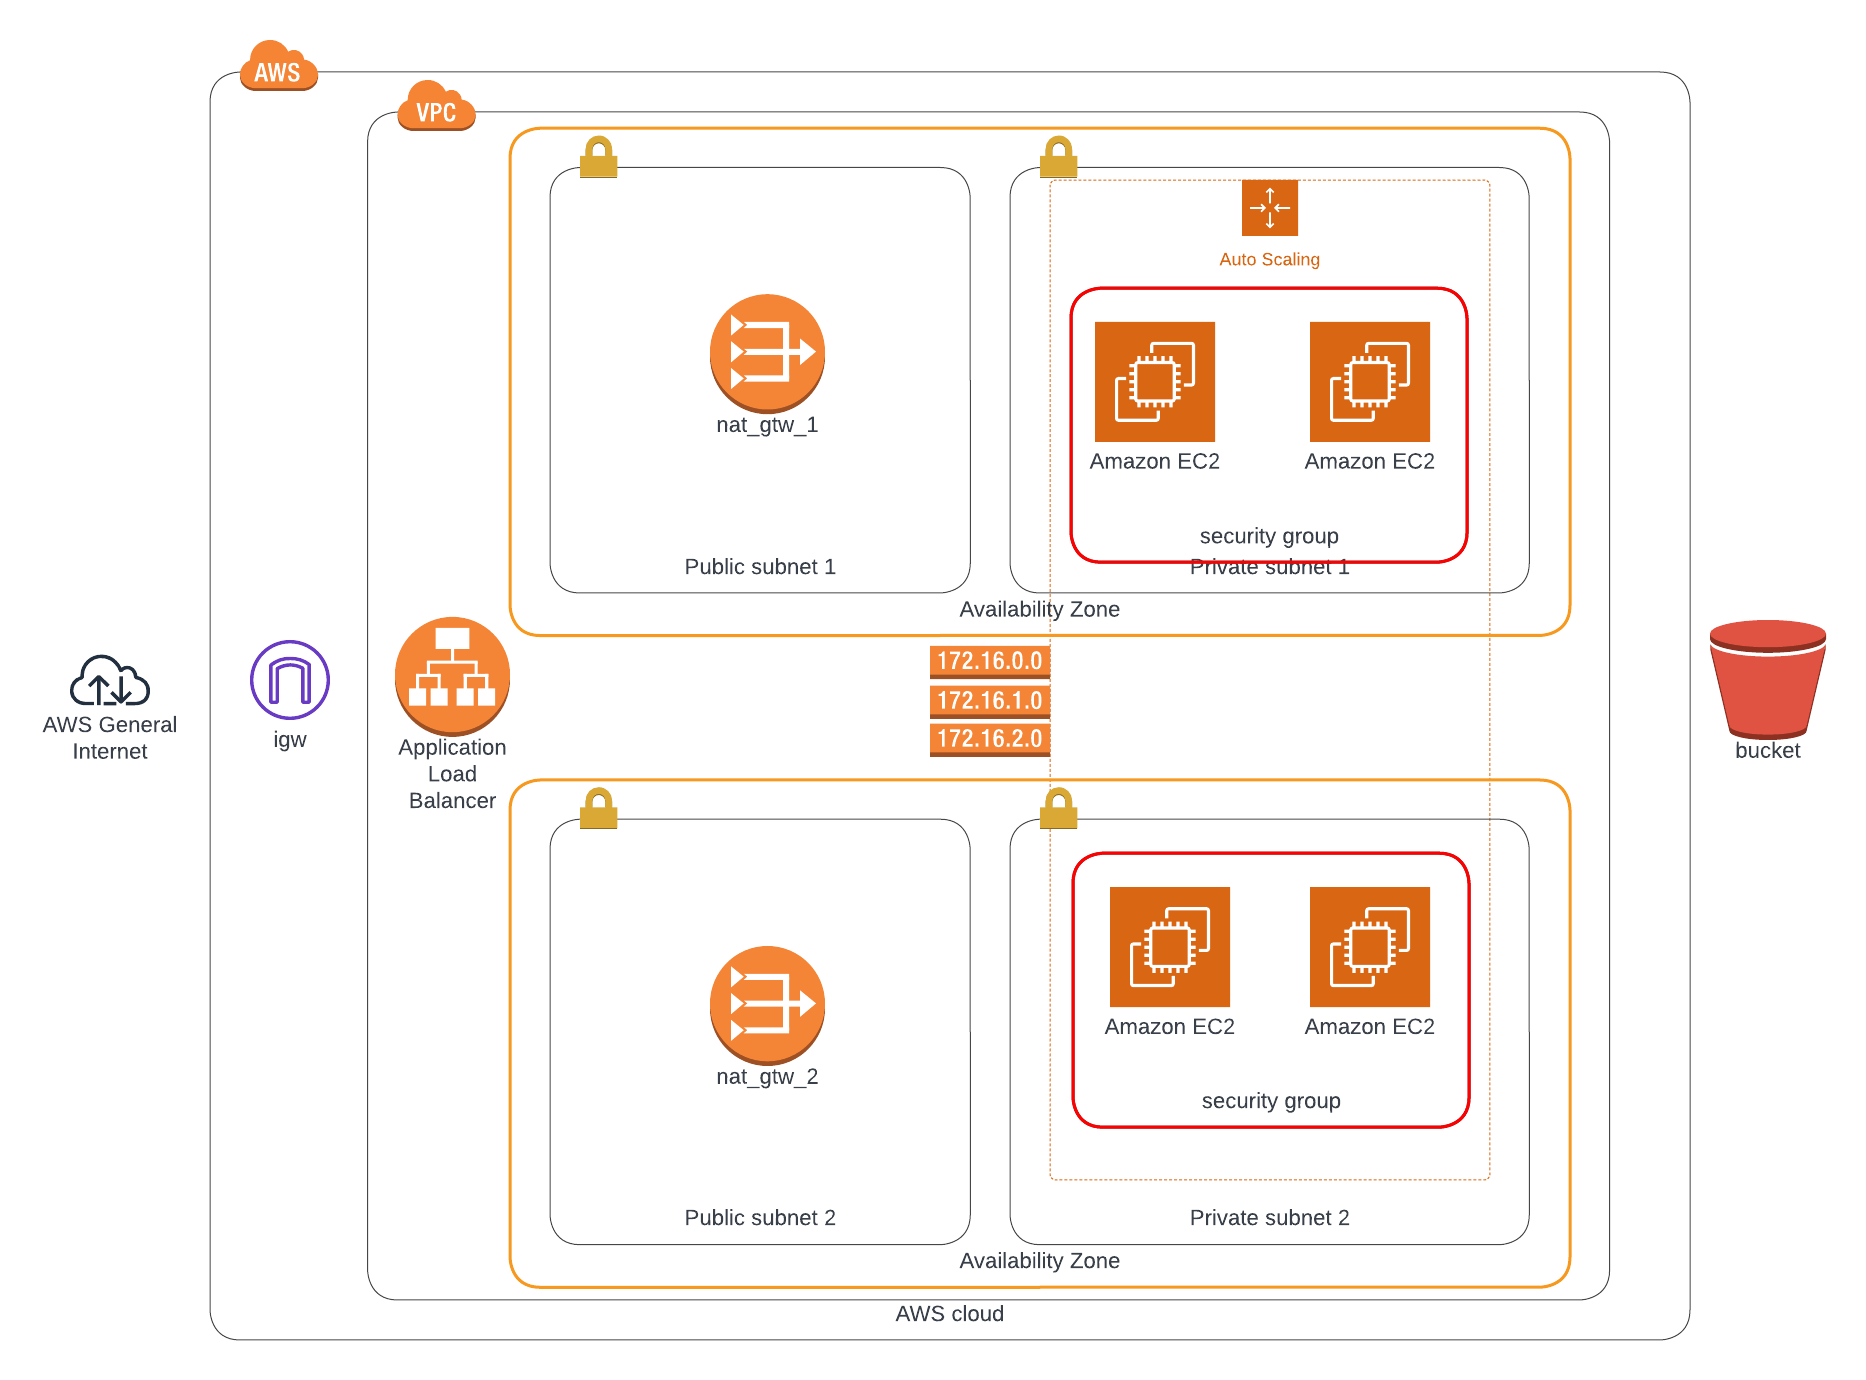 AWS
VPC
Auto Scaling
nat_gtw_1
Amazon EC2
Amazon EC2
security group
Public subnet 1
Private subnet 1
Availability Zone
172.16.0.0
172.16.1.0
172.16.2.0
AWS General
Internet
igw
Application
Load
Balancer
bucket
nat_gtw_2
Amazon EC2
Amazon EC2
security group
Public subnet 2
Private subnet 2
Availability Zone
AWS cloud